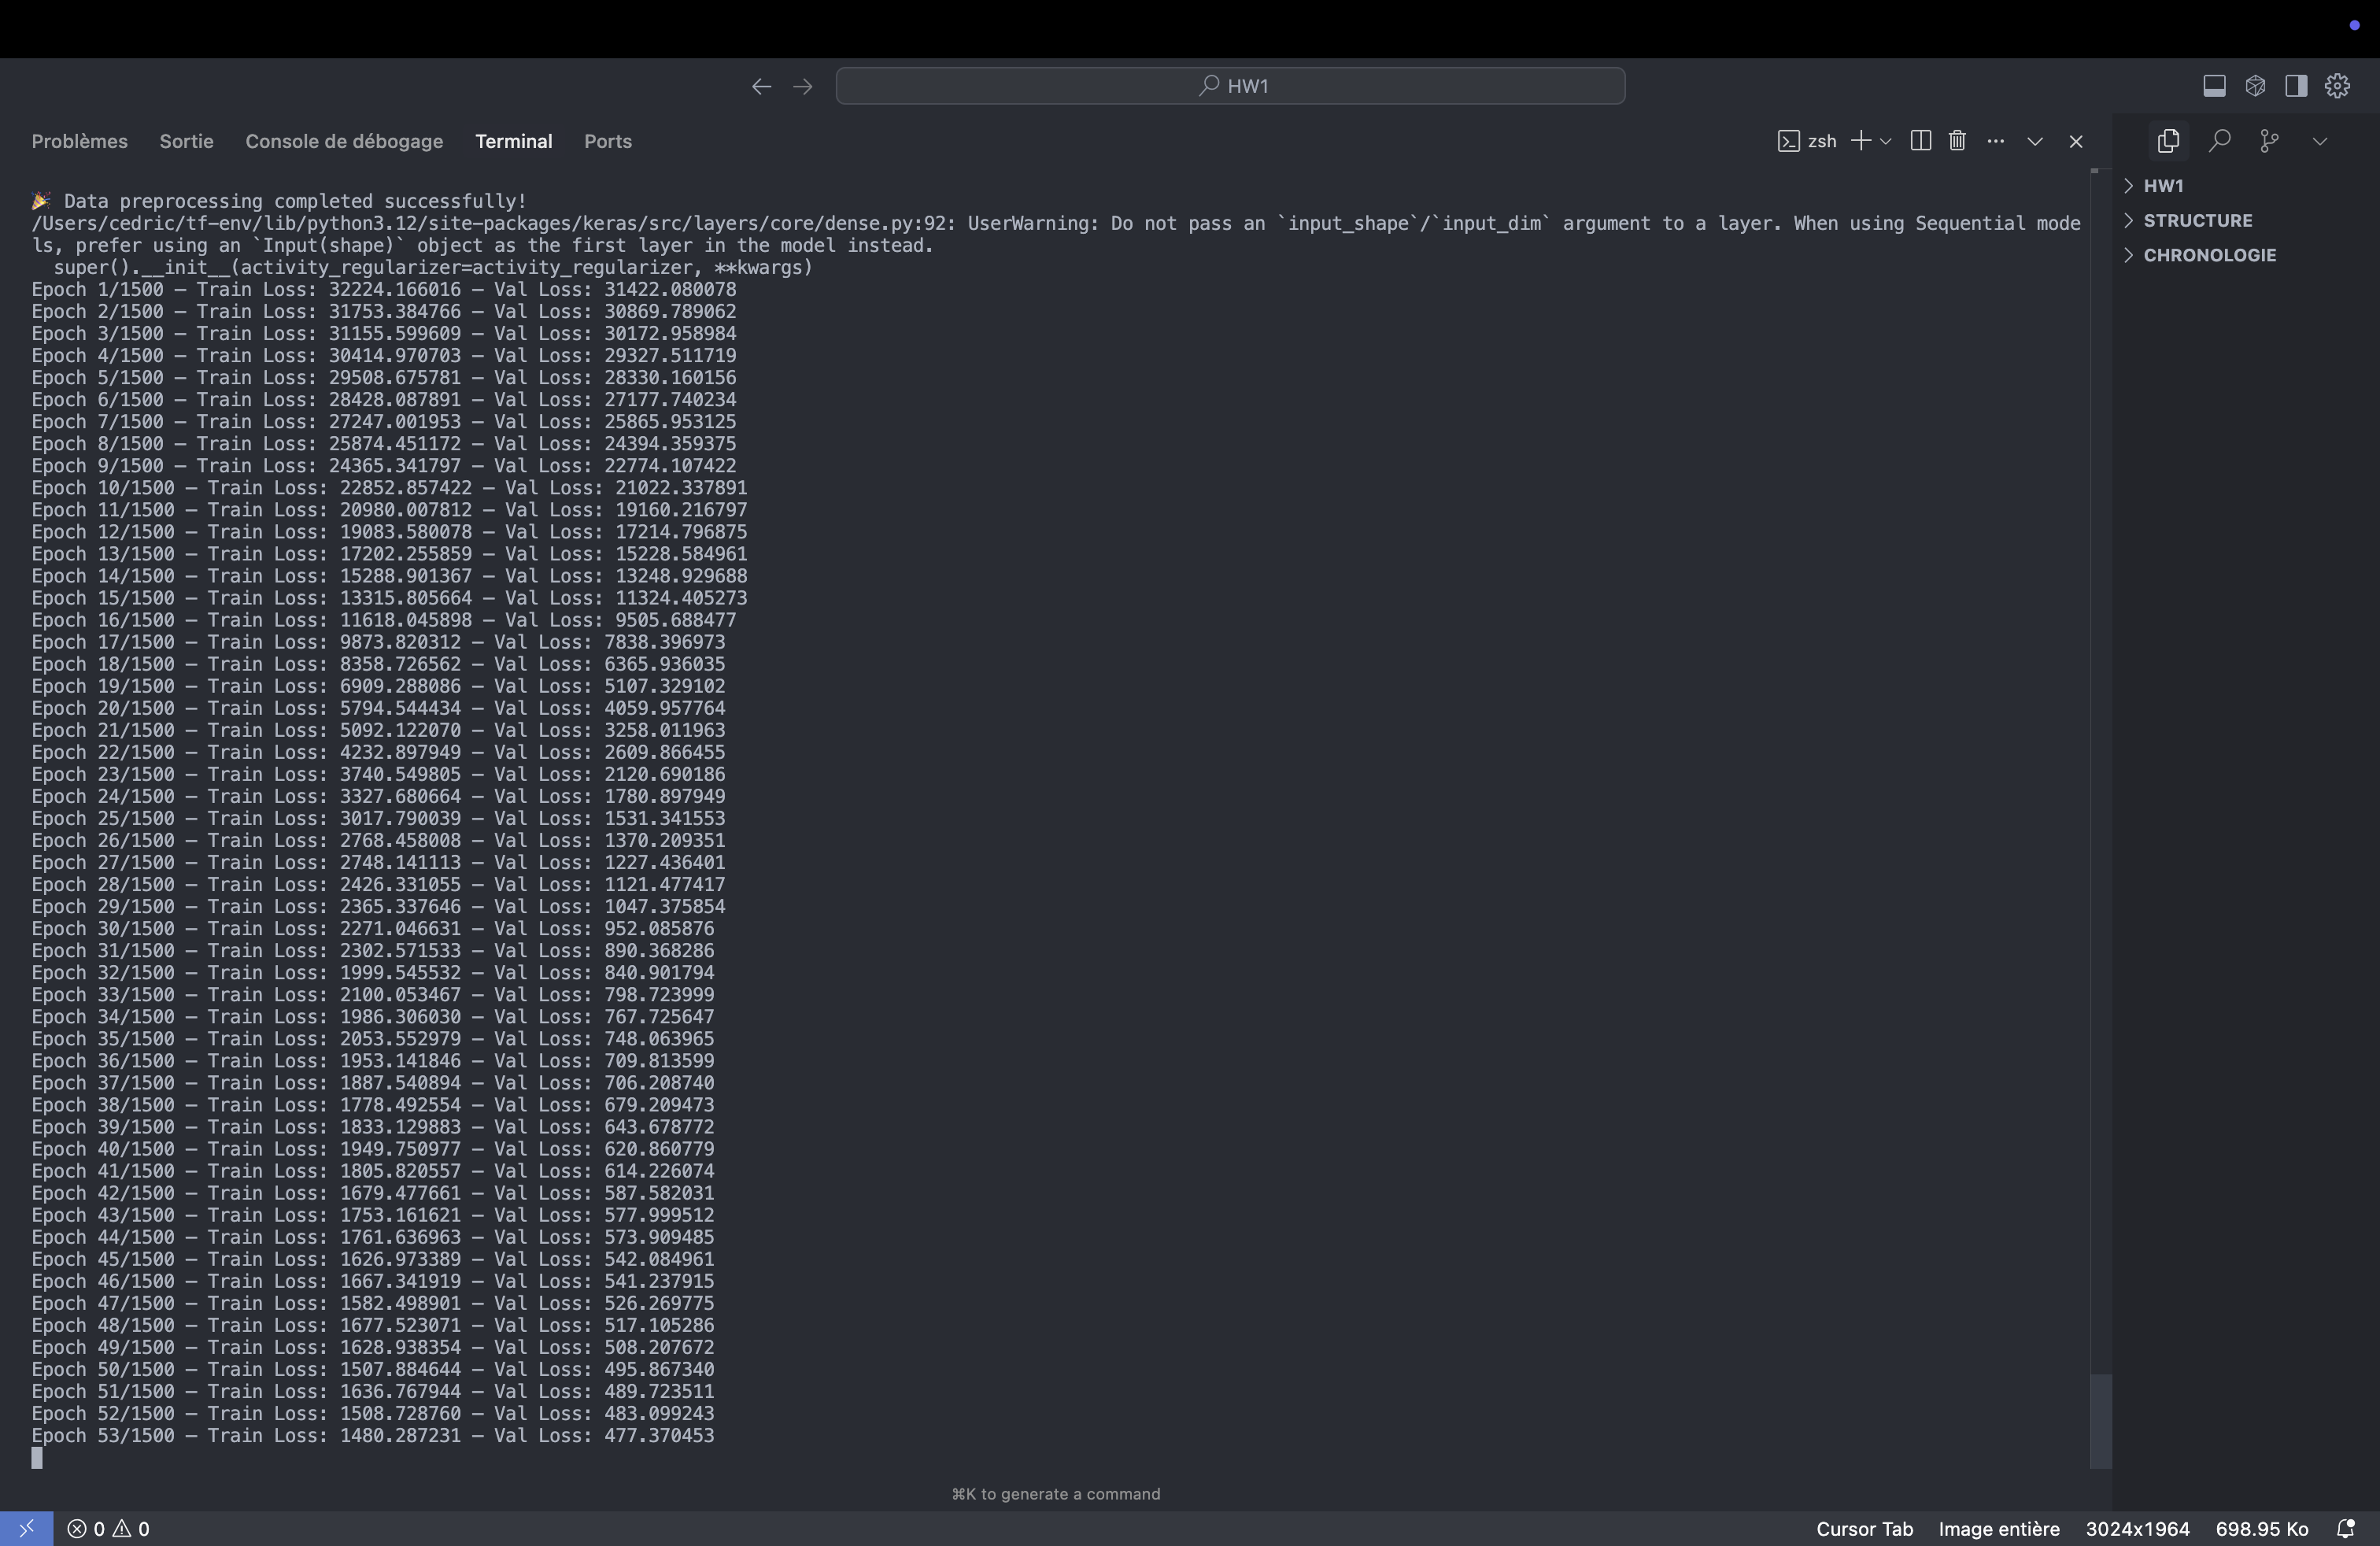 HW1
Problèmes Sortie Console de débogage Terminal Ports
zsh
🎉 Data preprocessing completed successfully!
/Users/cedric/tf-env/lib/python3.12/site-packages/keras/src/layers/core/dense.py:92: UserWarning: Do not pass an `input_shape`/`input_dim` argument to a layer. When using Sequential mode
ls, prefer using an `Input(shape)` object as the first layer in the model instead.
  super().__init__(activity_regularizer=activity_regularizer, **kwargs)
Epoch 1/1500 — Train Loss: 32224.166016 — Val Loss: 31422.080078
Epoch 2/1500 — Train Loss: 31753.384766 — Val Loss: 30869.789062
Epoch 3/1500 — Train Loss: 31155.599609 — Val Loss: 30172.958984
Epoch 4/1500 — Train Loss: 30414.970703 — Val Loss: 29327.511719
Epoch 5/1500 — Train Loss: 29508.675781 — Val Loss: 28330.160156
Epoch 6/1500 — Train Loss: 28428.087891 — Val Loss: 27177.740234
Epoch 7/1500 — Train Loss: 27247.001953 — Val Loss: 25865.953125
Epoch 8/1500 — Train Loss: 25874.451172 — Val Loss: 24394.359375
Epoch 9/1500 — Train Loss: 24365.341797 — Val Loss: 22774.107422
Epoch 10/1500 — Train Loss: 22852.857422 — Val Loss: 21022.337891
Epoch 11/1500 — Train Loss: 20980.007812 — Val Loss: 19160.216797
Epoch 12/1500 — Train Loss: 19083.580078 — Val Loss: 17214.796875
Epoch 13/1500 — Train Loss: 17202.255859 — Val Loss: 15228.584961
Epoch 14/1500 — Train Loss: 15288.901367 — Val Loss: 13248.929688
Epoch 15/1500 — Train Loss: 13315.805664 — Val Loss: 11324.405273
Epoch 16/1500 — Train Loss: 11618.045898 — Val Loss: 9505.688477
Epoch 17/1500 — Train Loss: 9873.820312 — Val Loss: 7838.396973
Epoch 18/1500 — Train Loss: 8358.726562 — Val Loss: 6365.936035
Epoch 19/1500 — Train Loss: 6909.288086 — Val Loss: 5107.329102
Epoch 20/1500 — Train Loss: 5794.544434 — Val Loss: 4059.957764
Epoch 21/1500 — Train Loss: 5092.122070 — Val Loss: 3258.011963
Epoch 22/1500 — Train Loss: 4232.897949 — Val Loss: 2609.866455
Epoch 23/1500 — Train Loss: 3740.549805 — Val Loss: 2120.690186
Epoch 24/1500 — Train Loss: 3327.680664 — Val Loss: 1780.897949
Epoch 25/1500 — Train Loss: 3017.790039 — Val Loss: 1531.341553
Epoch 26/1500 — Train Loss: 2768.458008 — Val Loss: 1370.209351
Epoch 27/1500 — Train Loss: 2748.141113 — Val Loss: 1227.436401
Epoch 28/1500 — Train Loss: 2426.331055 — Val Loss: 1121.477417
Epoch 29/1500 — Train Loss: 2365.337646 — Val Loss: 1047.375854
Epoch 30/1500 — Train Loss: 2271.046631 — Val Loss: 952.085876
Epoch 31/1500 — Train Loss: 2302.571533 — Val Loss: 890.368286
Epoch 32/1500 — Train Loss: 1999.545532 — Val Loss: 840.901794
Epoch 33/1500 — Train Loss: 2100.053467 — Val Loss: 798.723999
Epoch 34/1500 — Train Loss: 1986.306030 — Val Loss: 767.725647
Epoch 35/1500 — Train Loss: 2053.552979 — Val Loss: 748.063965
Epoch 36/1500 — Train Loss: 1953.141846 — Val Loss: 709.813599
Epoch 37/1500 — Train Loss: 1887.540894 — Val Loss: 706.208740
Epoch 38/1500 — Train Loss: 1778.492554 — Val Loss: 679.209473
Epoch 39/1500 — Train Loss: 1833.129883 — Val Loss: 643.678772
Epoch 40/1500 — Train Loss: 1949.750977 — Val Loss: 620.860779
Epoch 41/1500 — Train Loss: 1805.820557 — Val Loss: 614.226074
Epoch 42/1500 — Train Loss: 1679.477661 — Val Loss: 587.582031
Epoch 43/1500 — Train Loss: 1753.161621 — Val Loss: 577.999512
Epoch 44/1500 — Train Loss: 1761.636963 — Val Loss: 573.909485
Epoch 45/1500 — Train Loss: 1626.973389 — Val Loss: 542.084961
Epoch 46/1500 — Train Loss: 1667.341919 — Val Loss: 541.237915
Epoch 47/1500 — Train Loss: 1582.498901 — Val Loss: 526.269775
Epoch 48/1500 — Train Loss: 1677.523071 — Val Loss: 517.105286
Epoch 49/1500 — Train Loss: 1628.938354 — Val Loss: 508.207672
Epoch 50/1500 — Train Loss: 1507.884644 — Val Loss: 495.867340
Epoch 51/1500 — Train Loss: 1636.767944 — Val Loss: 489.723511
Epoch 52/1500 — Train Loss: 1508.728760 — Val Loss: 483.099243
Epoch 53/1500 — Train Loss: 1480.287231 — Val Loss: 477.370453
⌘K to generate a command
HW1
STRUCTURE
CHRONOLOGIE
0 0
Cursor Tab Image entière 3024x1964 698.95 Ko